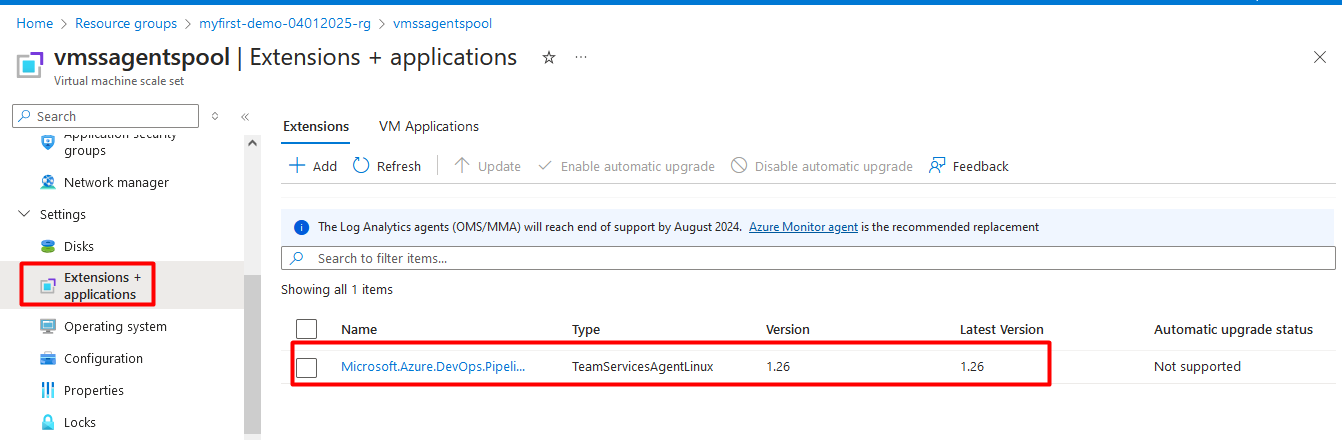 Home > Resource groups > myfirst-demo-04012025-rg > vmssagentspool
vmssagentspool | Extensions + applications
Virtual machine scale set
Search
Application security
groups
Network manager
Settings
Disks
Extensions +
applications
Operating system
Configuration
Properties
Locks
Extensions VM Applications
Add Refresh Update Enable automatic upgrade Disable automatic upgrade Feedback
The Log Analytics agents (OMS/MMA) will reach end of support by August 2024. Azure Monitor agent is the recommended replacement
Search to filter items...
Showing all 1 items
Name Type Version Latest Version Automatic upgrade status
Microsoft.Azure.DevOps.Pipeli... TeamServicesAgentLinux 1.26 1.26 Not supported